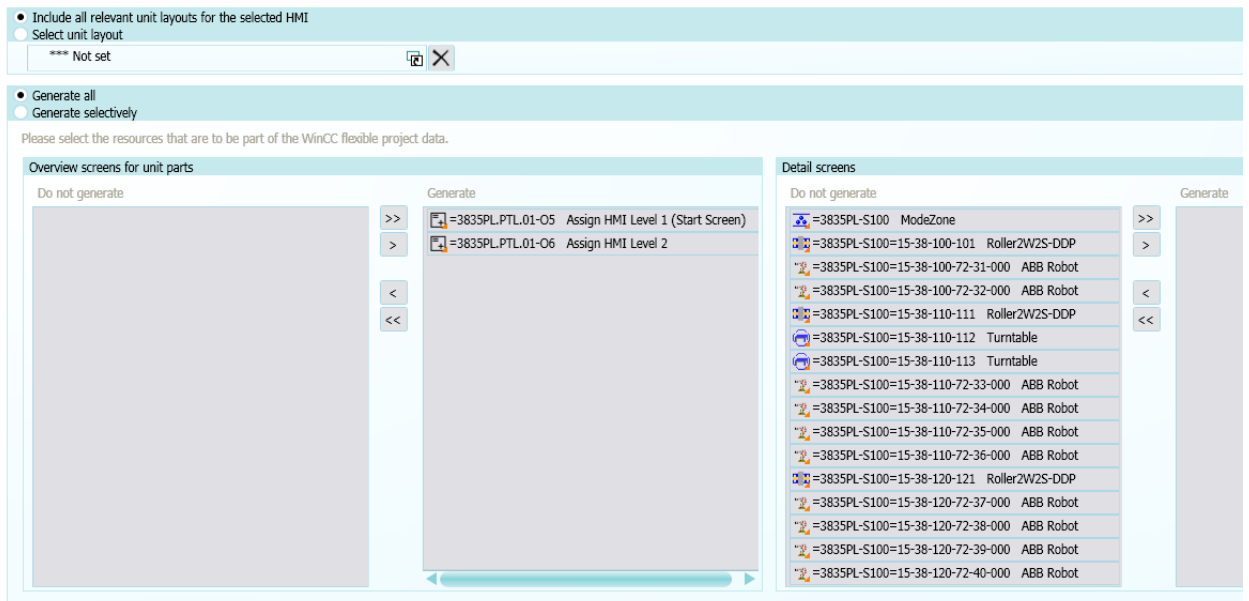 Include all relevant unit layouts for the selected HMI
Select unit layout
*** Not set
Generate all
Generate selectively
Please select the resources that are to be part of the WinCC flexible project data.
Overview screens for unit parts
Do not generate
Generate
>>
>
<
<<
=3835PL.PTL.01-O5 Assign HMI Level 1 (Start Screen)
=3835PL.PTL.01-O6 Assign HMI Level 2
Detail screens
Do not generate
Generate
=3835PL-S100 ModeZone
=3835PL-S100=15-38-100-101 Roller2W2S-DDP
=3835PL-S100=15-38-100-72-31-000 ABB Robot
=3835PL-S100=15-38-100-72-32-000 ABB Robot
=3835PL-S100=15-38-110-111 Roller2W2S-DDP
=3835PL-S100=15-38-110-112 Turntable
=3835PL-S100=15-38-110-113 Turntable
=3835PL-S100=15-38-110-72-33-000 ABB Robot
=3835PL-S100=15-38-110-72-34-000 ABB Robot
=3835PL-S100=15-38-110-72-35-000 ABB Robot
=3835PL-S100=15-38-110-72-36-000 ABB Robot
=3835PL-S100=15-38-120-121 Roller2W2S-DDP
=3835PL-S100=15-38-120-72-37-000 ABB Robot
=3835PL-S100=15-38-120-72-38-000 ABB Robot
=3835PL-S100=15-38-120-72-39-000 ABB Robot
=3835PL-S100=15-38-120-72-40-000 ABB Robot
>>
>
<
<<